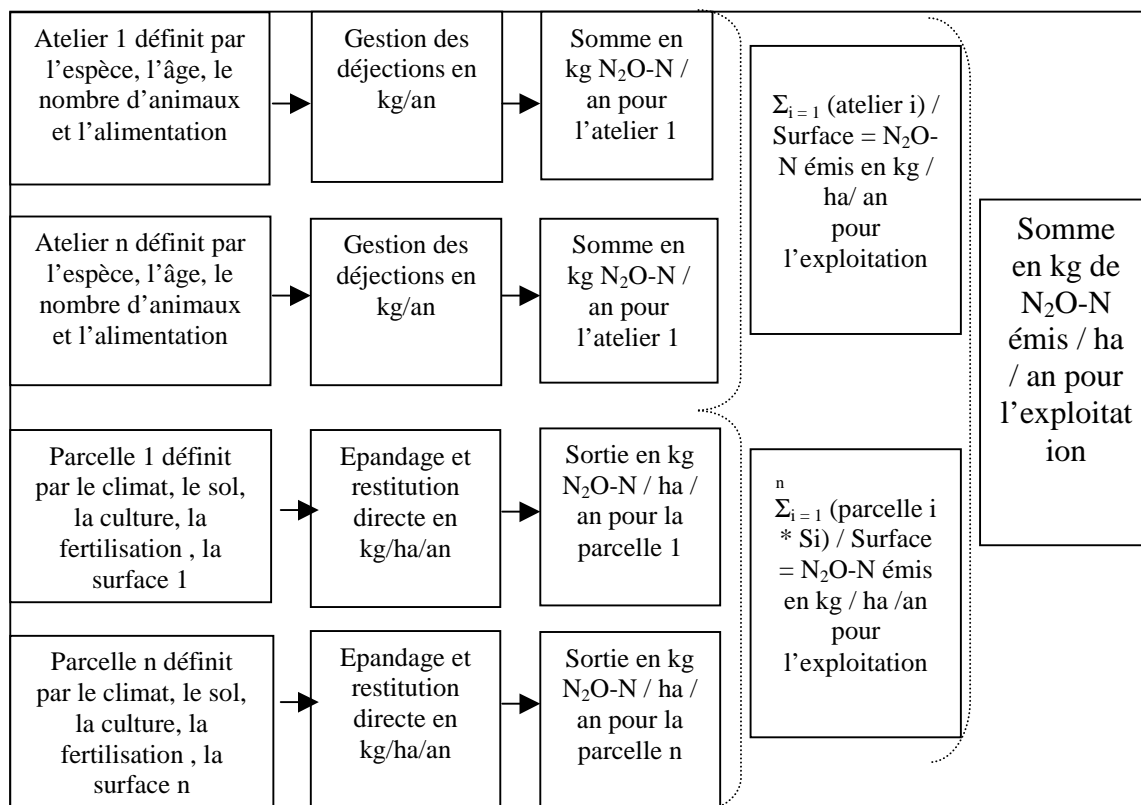 Atelier 1 définit par
l’espèce, l’âge, le
nombre d’animaux
et l’alimentation
Gestion des
déjections en
kg/an
Somme en
kg N₂O-N /
an pour
l’atelier 1
Atelier n définit par
l’espèce, l’âge, le
nombre d’animaux
et l’alimentation
Gestion des
déjections en
kg/an
Somme en
kg N₂O-N /
an pour
l’atelier 1
Σi = 1 (atelier i) /
Surface = N₂O-
N émis en kg /
ha/ an
pour
l’exploitation
Parcelle 1 définit
par le climat, le sol,
la culture, la
fertilisation , la
surface 1
Epandage et
restitution
directe en
kg/ha/an
Sortie en kg
N₂O-N / ha /
an pour la
parcelle 1
Parcelle n définit
par le climat, le sol,
la culture, la
fertilisation , la
surface n
Epandage et
restitution
directe en
kg/ha/an
Sortie en kg
N₂O-N / ha /
an pour la
parcelle n
n
Σi = 1 (parcelle i
* Si) / Surface
= N₂O-N émis
en kg / ha /an
pour
l’exploitation
Somme
en kg de
N₂O-N
émis / ha
/ an pour
l’exploitat
ion